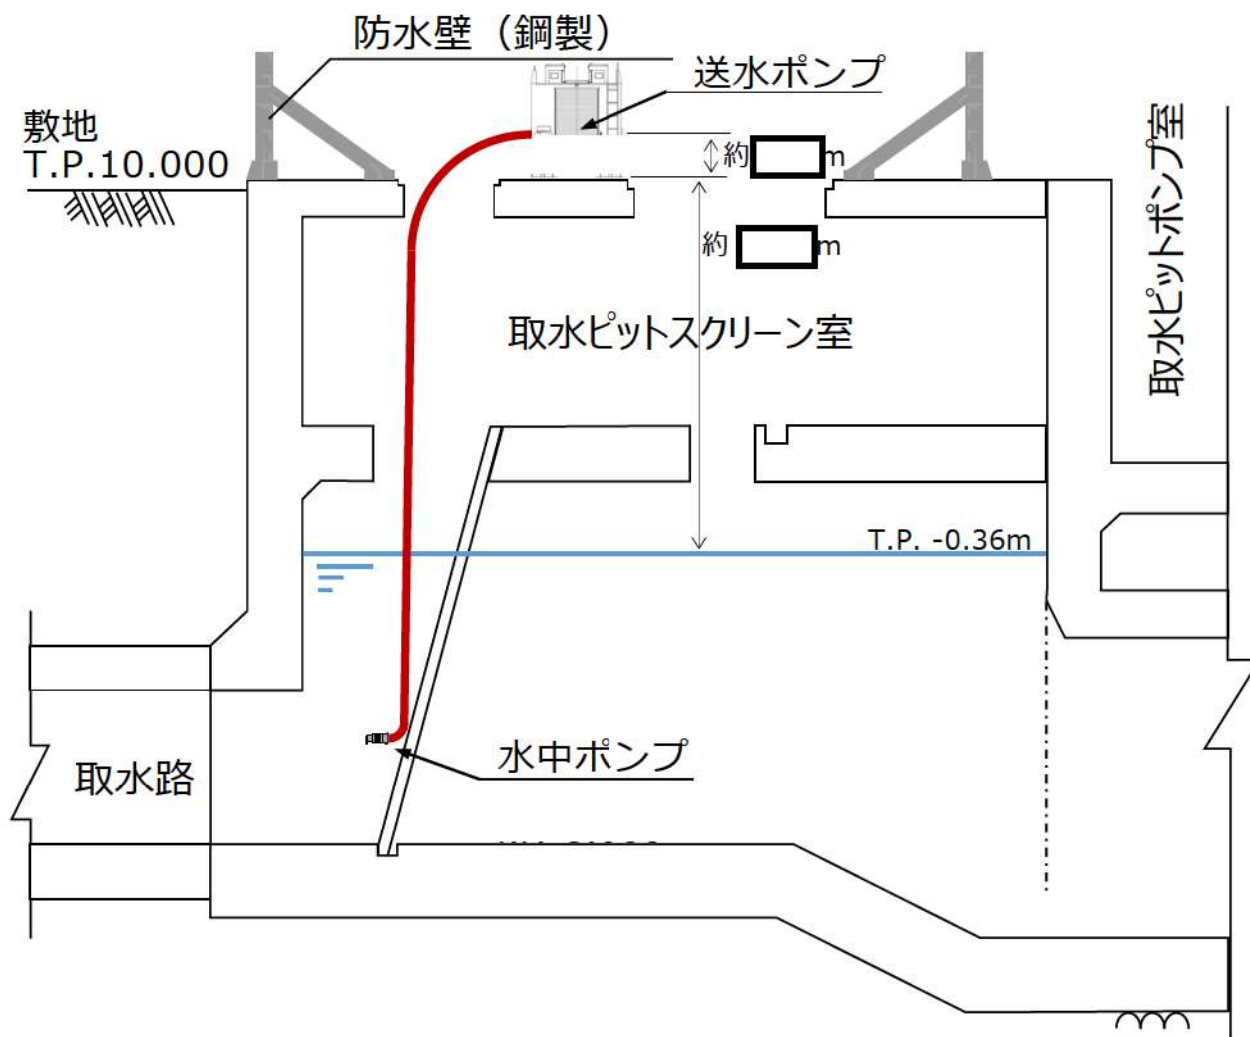 防水壁（鋼製）
送水ポンプ
敷地
T.P.10.000
約 m
約 m
取水ピットポンプ室
取水ピットスクリーン室
T.P. -0.36m
水中ポンプ
取水路